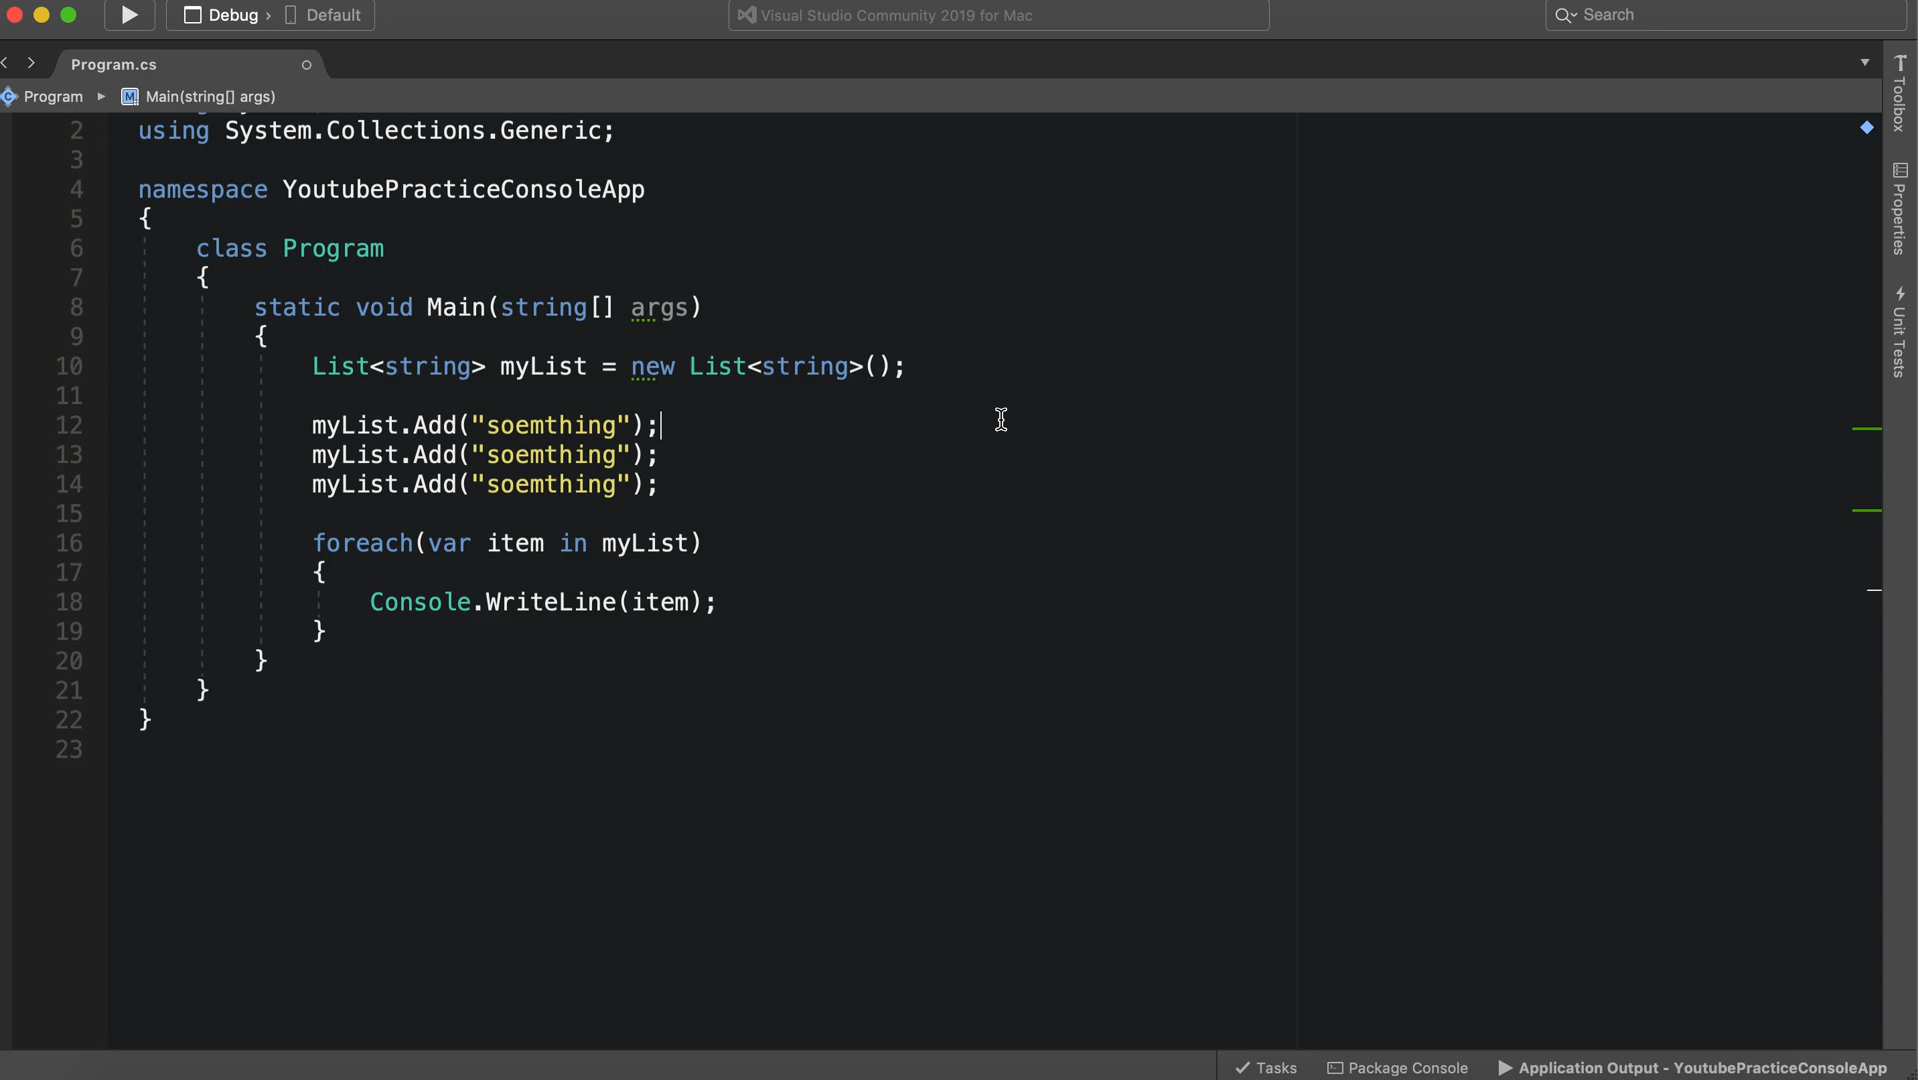 Debug › Default
Visual Studio Community 2019 for Mac
Search
Program.cs
Program ▸ M Main(string[] args)
2 using System.Collections.Generic;
3
4 namespace YoutubePracticeConsoleApp
5 {
6 class Program
7 {
8 static void Main(string[] args)
9 {
10 List<string> myList = new List<string>();
11
12 myList.Add("soemthing");
13 myList.Add("soemthing");
14 myList.Add("soemthing");
15
16 foreach(var item in myList)
17 {
18 Console.WriteLine(item);
19 }
20 }
21 }
22 }
23
Toolbox
Properties
Unit Tests
Tasks
Package Console
Application Output - YoutubePracticeConsoleApp